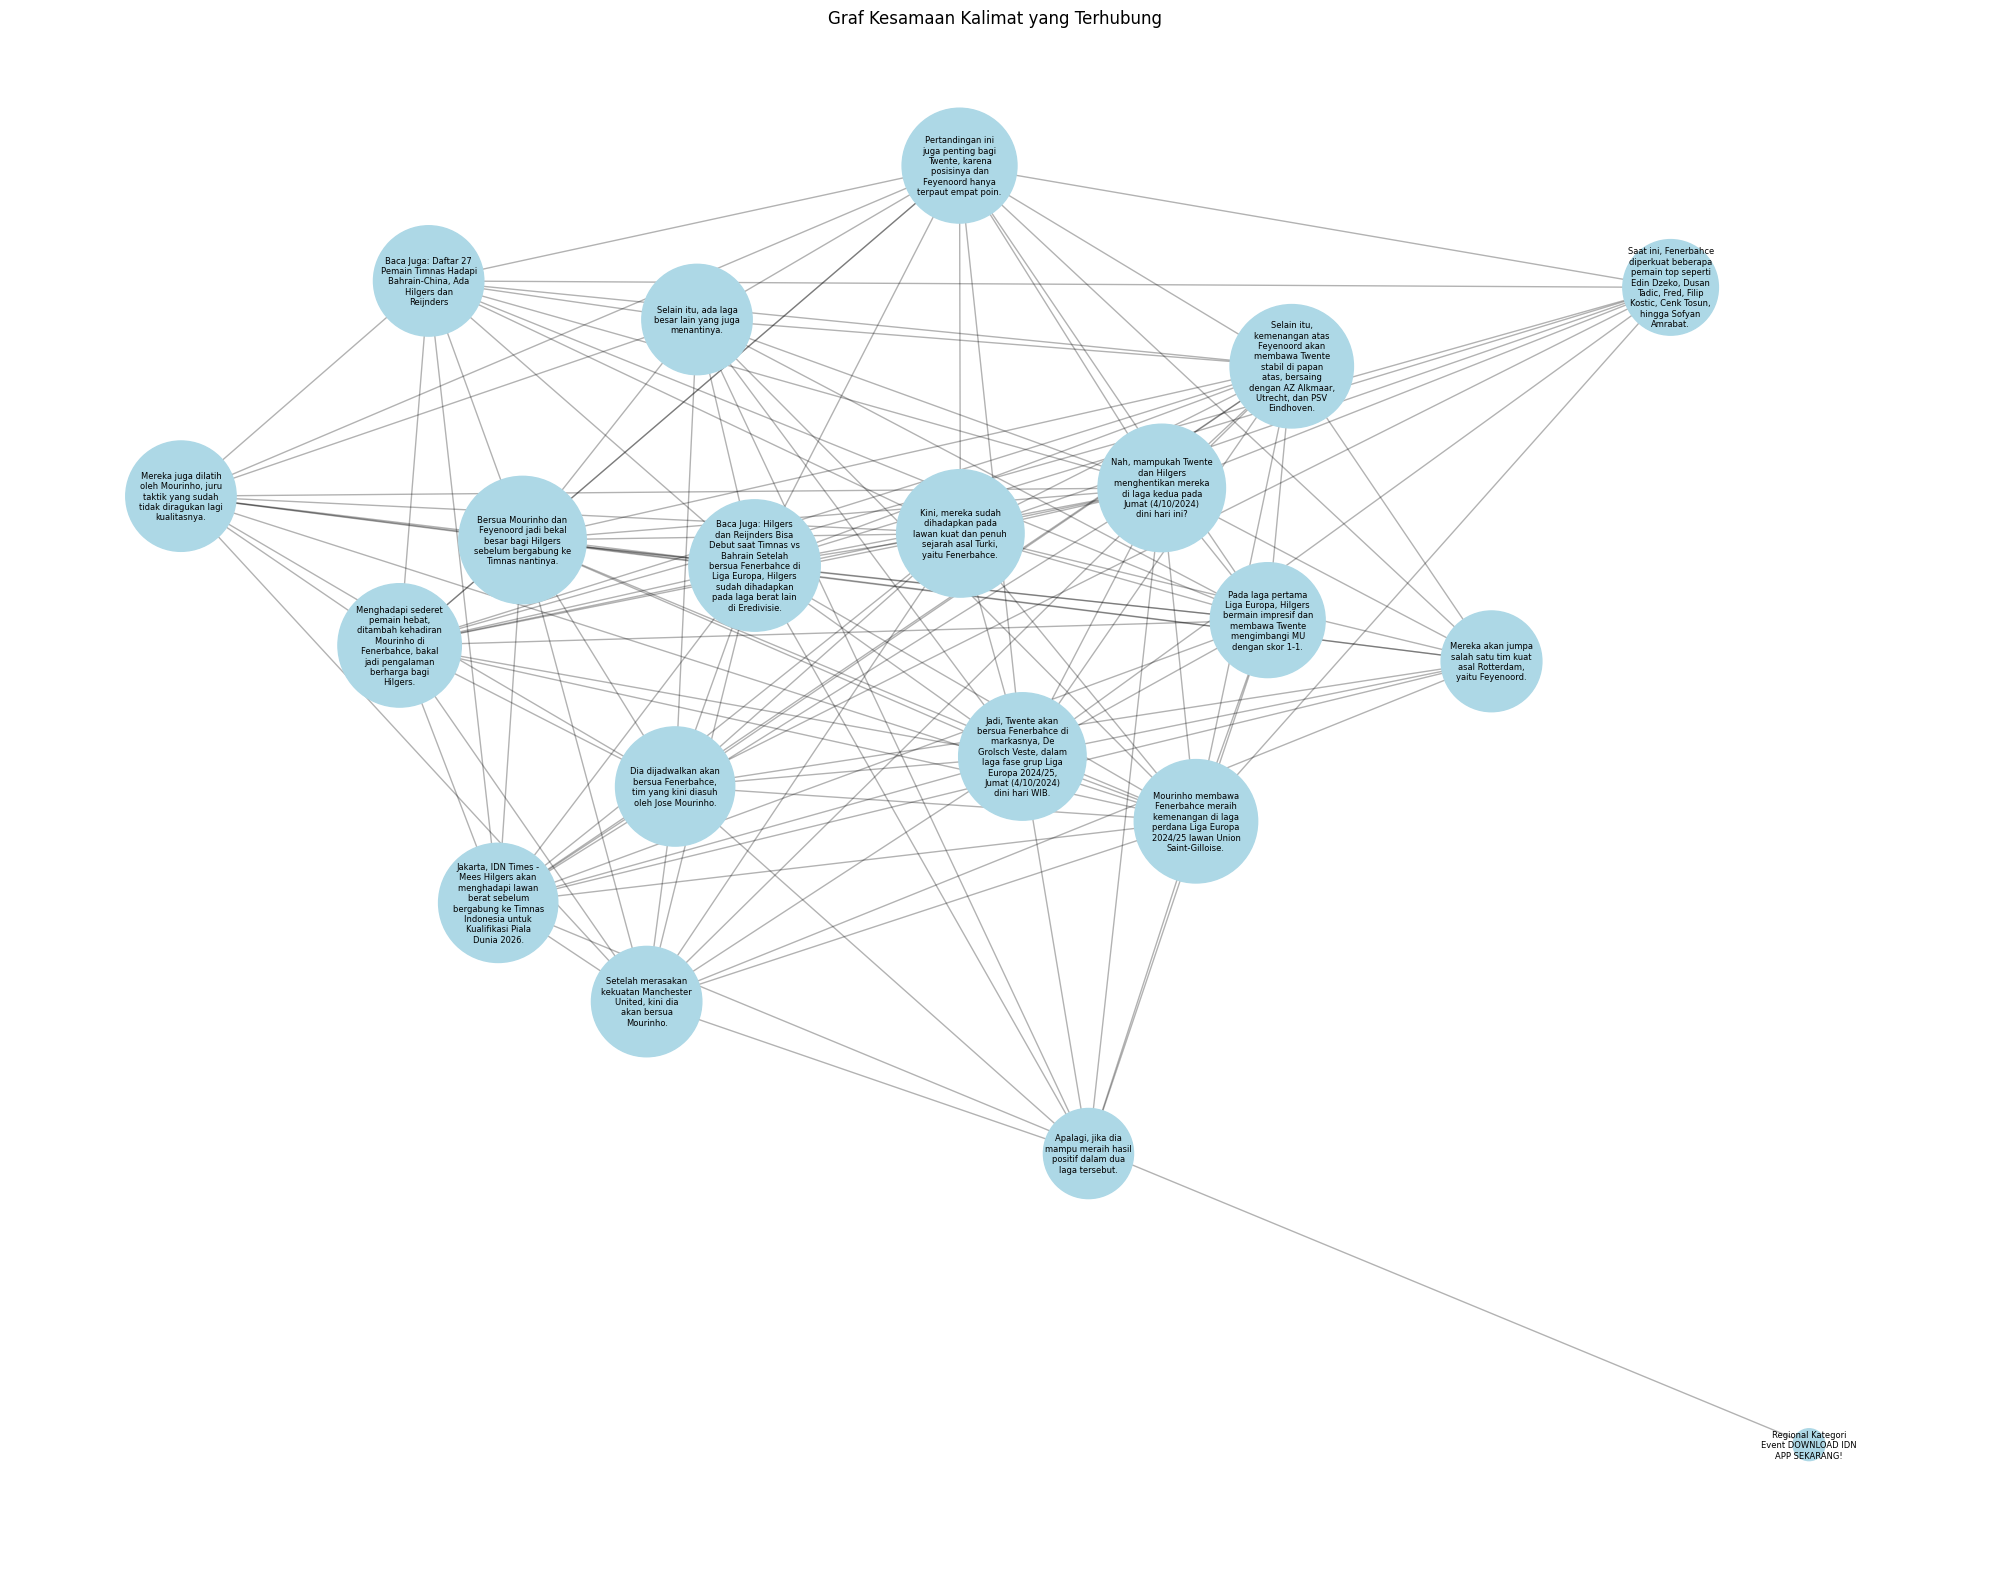 Graf Kesamaan Kalimat yang Terhubung
Pertandingan ini
juga penting bagi
Twente, karena
posisinya dan
Feyenoord hanya
terpaut empat poin.
Baca Juga: Daftar 27
Pemain Timnas Hadapi
Bahrain-China, Ada
Hilgers dan
Reijnders
Saat ini, Fenerbahce
diperkuat beberapa
pemain top seperti
Edin Dzeko, Dusan
Tadic, Fred, Filip
Kostic, Cenk Tosun,
hingga Sofyan
Amrabat.
Selain itu, ada laga
besar lain yang juga
menantinya.
Selain itu,
kemenangan atas
Feyenoord akan
membawa Twente
stabil di papan
atas, bersaing
dengan AZ Alkmaar,
Utrecht, dan PSV
Eindhoven.
Mereka juga dilatih
oleh Mourinho, juru
taktik yang sudah
tidak diragukan lagi
kualitasnya.
Nah, mampukah Twente
dan Hilgers
menghentikan mereka
di laga kedua pada
Jumat (4/10/2024)
dini hari ini?
Bersua Mourinho dan
Feyenoord jadi bekal
besar bagi Hilgers
sebelum bergabung ke
Timnas nantinya.
Kini, mereka sudah
dihadapkan pada
lawan kuat dan penuh
sejarah asal Turki,
yaitu Fenerbahce.
Baca Juga: Hilgers
dan Reijnders Bisa
Debut saat Timnas vs
Bahrain Setelah
bersua Fenerbahce di
Liga Europa, Hilgers
sudah dihadapkan
pada laga berat lain
di Eredivisie.
Menghadapi sederet
pemain hebat,
ditambah kehadiran
Mourinho di
Fenerbahce, bakal
jadi pengalaman
berharga bagi
Hilgers.
Pada laga pertama
Liga Europa, Hilgers
bermain impresif dan
membawa Twente
mengimbangi MU
dengan skor 1-1.
Mereka akan jumpa
salah satu tim kuat
asal Rotterdam,
yaitu Feyenoord.
Jadi, Twente akan
bersua Fenerbahce di
markasnya, De
Grolsch Veste, dalam
laga fase grup Liga
Europa 2024/25,
Jumat (4/10/2024)
dini hari WIB.
Dia dijadwalkan akan
bersua Fenerbahce,
tim yang kini diasuh
oleh Jose Mourinho.
Mourinho membawa
Fenerbahce meraih
kemenangan di laga
perdana Liga Europa
2024/25 lawan Union
Saint-Gilloise.
Jakarta, IDN Times -
Mees Hilgers akan
menghadapi lawan
berat sebelum
bergabung ke Timnas
Indonesia untuk
Kualifikasi Piala
Dunia 2026.
Setelah merasakan
kekuatan Manchester
United, kini dia
akan bersua
Mourinho.
Apalagi, jika dia
mampu meraih hasil
positif dalam dua
laga tersebut.
Regional Kategori
Event DOWNLOAD IDN
APP SEKARANG!